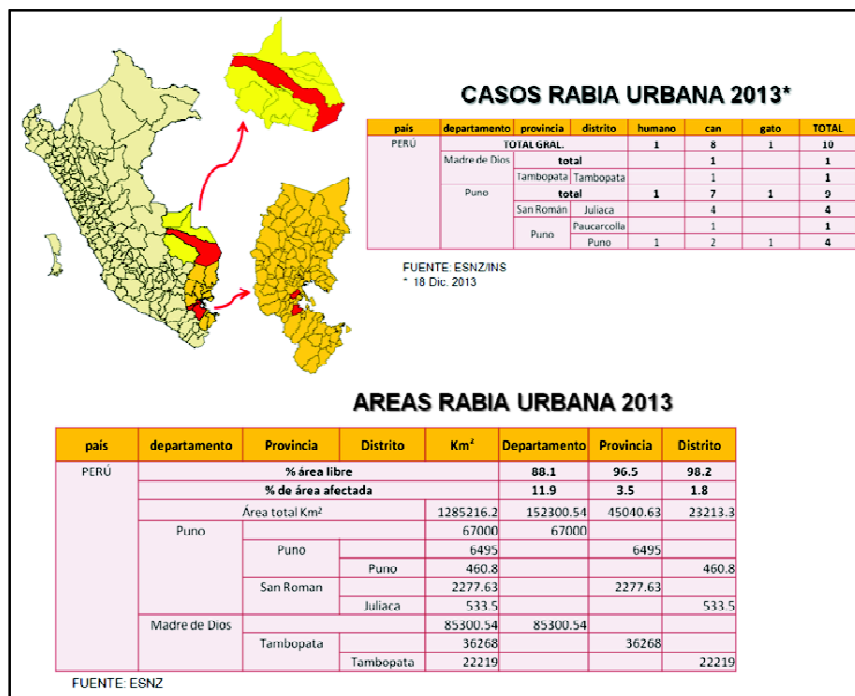 CASOS RABIA URBANA 2013*
país departamento provincia distrito humano can gato TOTAL
PERÚ TOTAL GRAL. 1 8 1 10
Madre de Dios total 1 1
Tambopata Tambopata 1 1
Puno total 1 7 1 9
San Román Juliaca 4 4
Puno Paucarcolla 1 1
Puno 1 2 1 4
FUENTE: ESNZ/INS
* 18 Dic. 2013
AREAS RABIA URBANA 2013
país departamento Provincia Distrito Km² Departamento Provincia Distrito
PERÚ % área libre 88.1 96.5 98.2
% de área afectada 11.9 3.5 1.8
Área total Km² 1285216.2 152300.54 45040.63 23213.3
Puno 67000 67000
Puno 6495 6495
Puno 460.8 460.8
San Roman 2277.63 2277.63
Juliaca 533.5 533.5
Madre de Dios 85300.54 85300.54
Tambopata 36268 36268
Tambopata 22219 22219
FUENTE: ESNZ